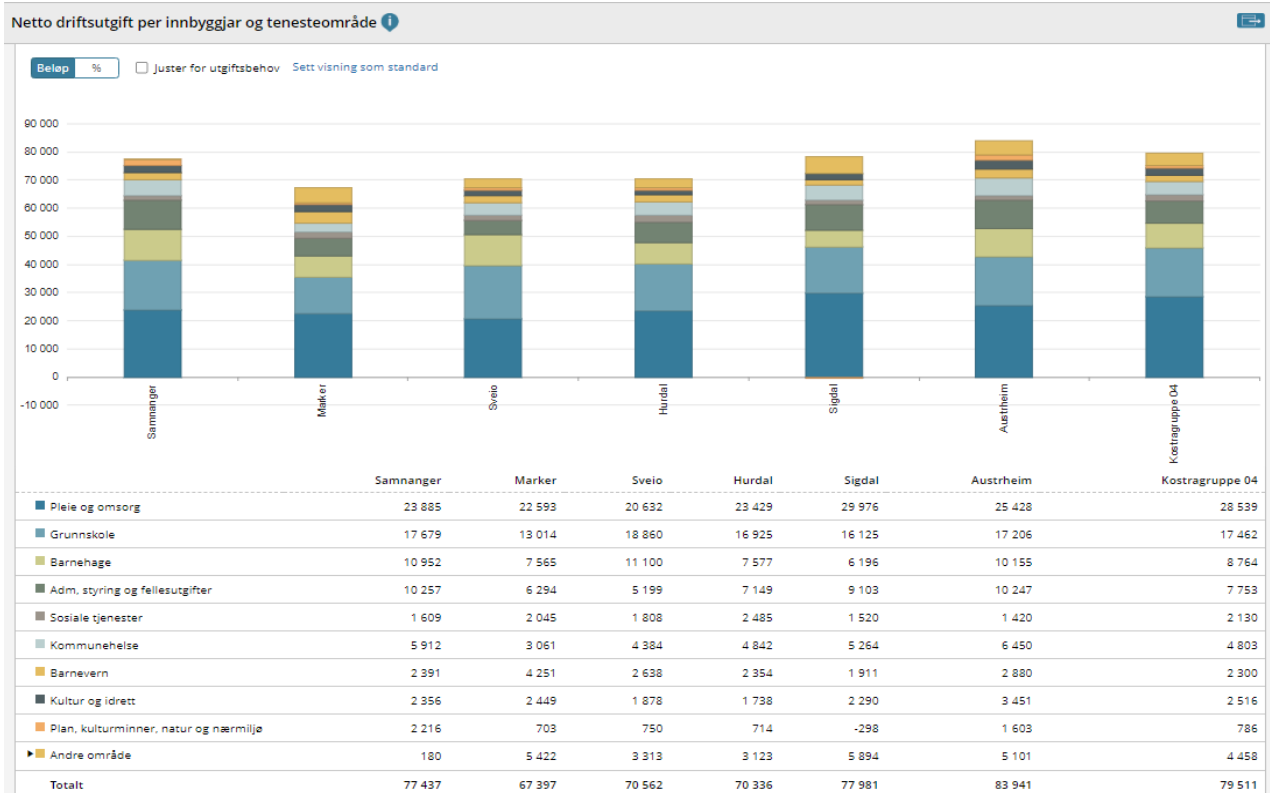 Netto driftsutgift per innbyggjar og tenesteområde i
Beløp % Juster for utgiftsbehov Sett visning som standard
90 000
80 000
70 000
60 000
50 000
40 000
30 000
20 000
10 000
0
-10 000
Samnanger Marker Sveio Hurdal Sigdal Austrheim Kostragruppe 04
Samnanger Marker Sveio Hurdal Sigdal Austrheim Kostragruppe 04
Pleie og omsorg 23 885 22 593 20 632 23 429 29 976 25 428 28 539
Grunnskole 17 679 13 014 18 860 16 925 16 125 17 206 17 462
Barnehage 10 952 7 565 11 100 7 577 6 196 10 155 8 764
Adm, styring og fellesutgifter 10 257 6 294 5 199 7 149 9 103 10 247 7 753
Sosiale tjenester 1 609 2 045 1 808 2 485 1 520 1 420 2 130
Kommunehelse 5 912 3 061 4 384 4 842 5 264 6 450 4 803
Barnevern 2 391 4 251 2 638 2 354 1 911 2 880 2 300
Kultur og idrett 2 356 2 449 1 878 1 738 2 290 3 451 2 516
Plan, kulturminner, natur og nærmiljø 2 216 703 750 714 -298 1 603 786
Andre område 180 5 422 3 313 3 123 5 894 5 101 4 458
Totalt 77 437 67 397 70 562 70 336 77 981 83 941 79 511